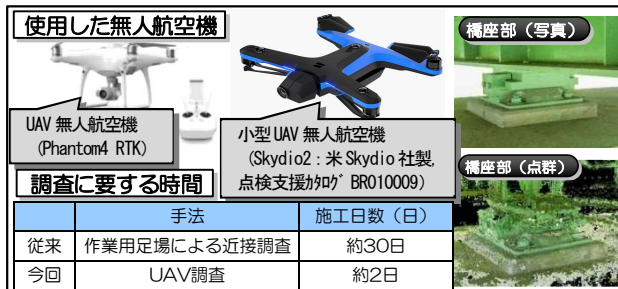 使用した無人航空機
UAV 無人航空機
(Phantom4 RTK)
小型UAV 無人航空機
(Skydio2:米 Skydio 社製,
点検支援ｶﾀﾛｸﾞ BR010009)
橋座部(写真)
橋座部(点群)
調査に要する時間
手法 施工日数(日)
従来 作業用足場による近接調査 約30日
今回 UAV調査 約2日